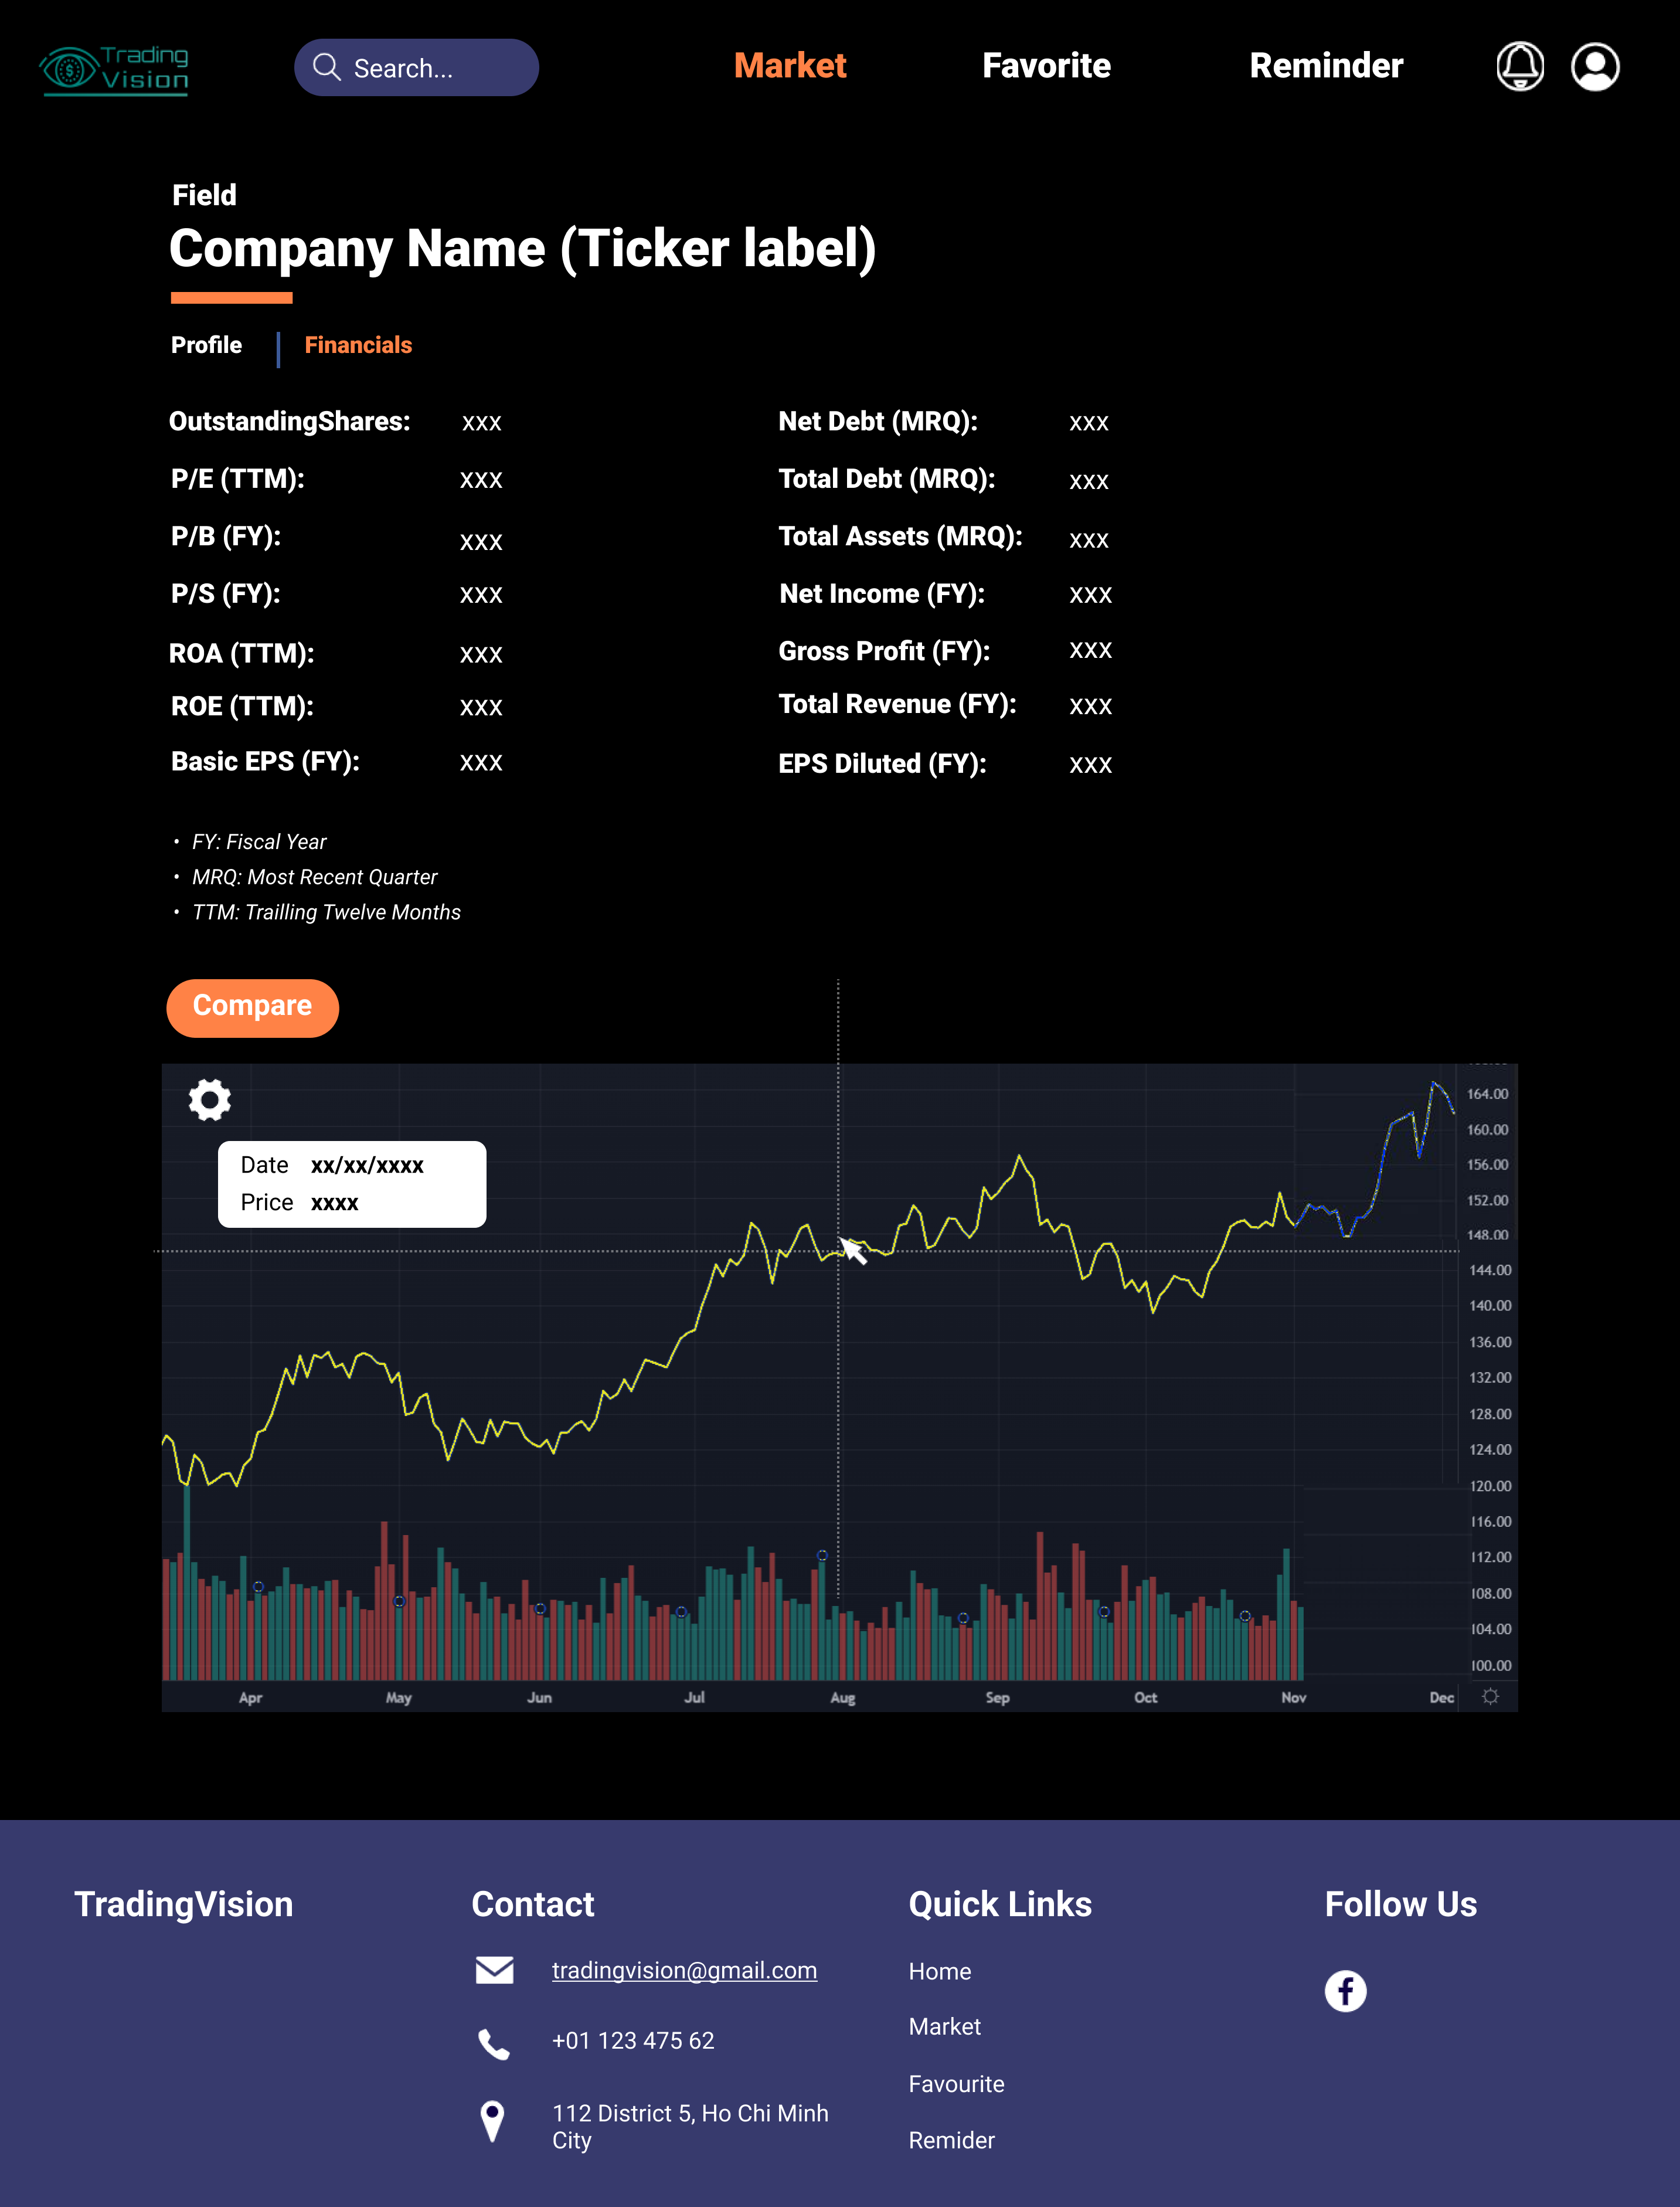 Trading
Vision
Search...
Market
Favorite
Reminder
Field
Company Name (Ticker label)
Profile
Financials
OutstandingShares: xxx
P/E (TTM): xxx
P/B (FY): xxx
P/S (FY): xxx
ROA (TTM): xxx
ROE (TTM): xxx
Basic EPS (FY): xxx
Net Debt (MRQ): xxx
Total Debt (MRQ): xxx
Total Assets (MRQ): xxx
Net Income (FY): xxx
Gross Profit (FY): xxx
Total Revenue (FY): xxx
EPS Diluted (FY): xxx
• FY: Fiscal Year
• MRQ: Most Recent Quarter
• TTM: Trailling Twelve Months
Compare
Date xx/xx/xxxx
Price xxxx
164.00
160.00
156.00
152.00
148.00
144.00
140.00
136.00
132.00
128.00
124.00
120.00
116.00
112.00
108.00
104.00
100.00
Apr May Jun Jul Aug Sep Oct Nov Dec
TradingVision
Contact
tradingvision@gmail.com
+01 123 475 62
112 District 5, Ho Chi Minh
City
Quick Links
Home
Market
Favourite
Remider
Follow Us